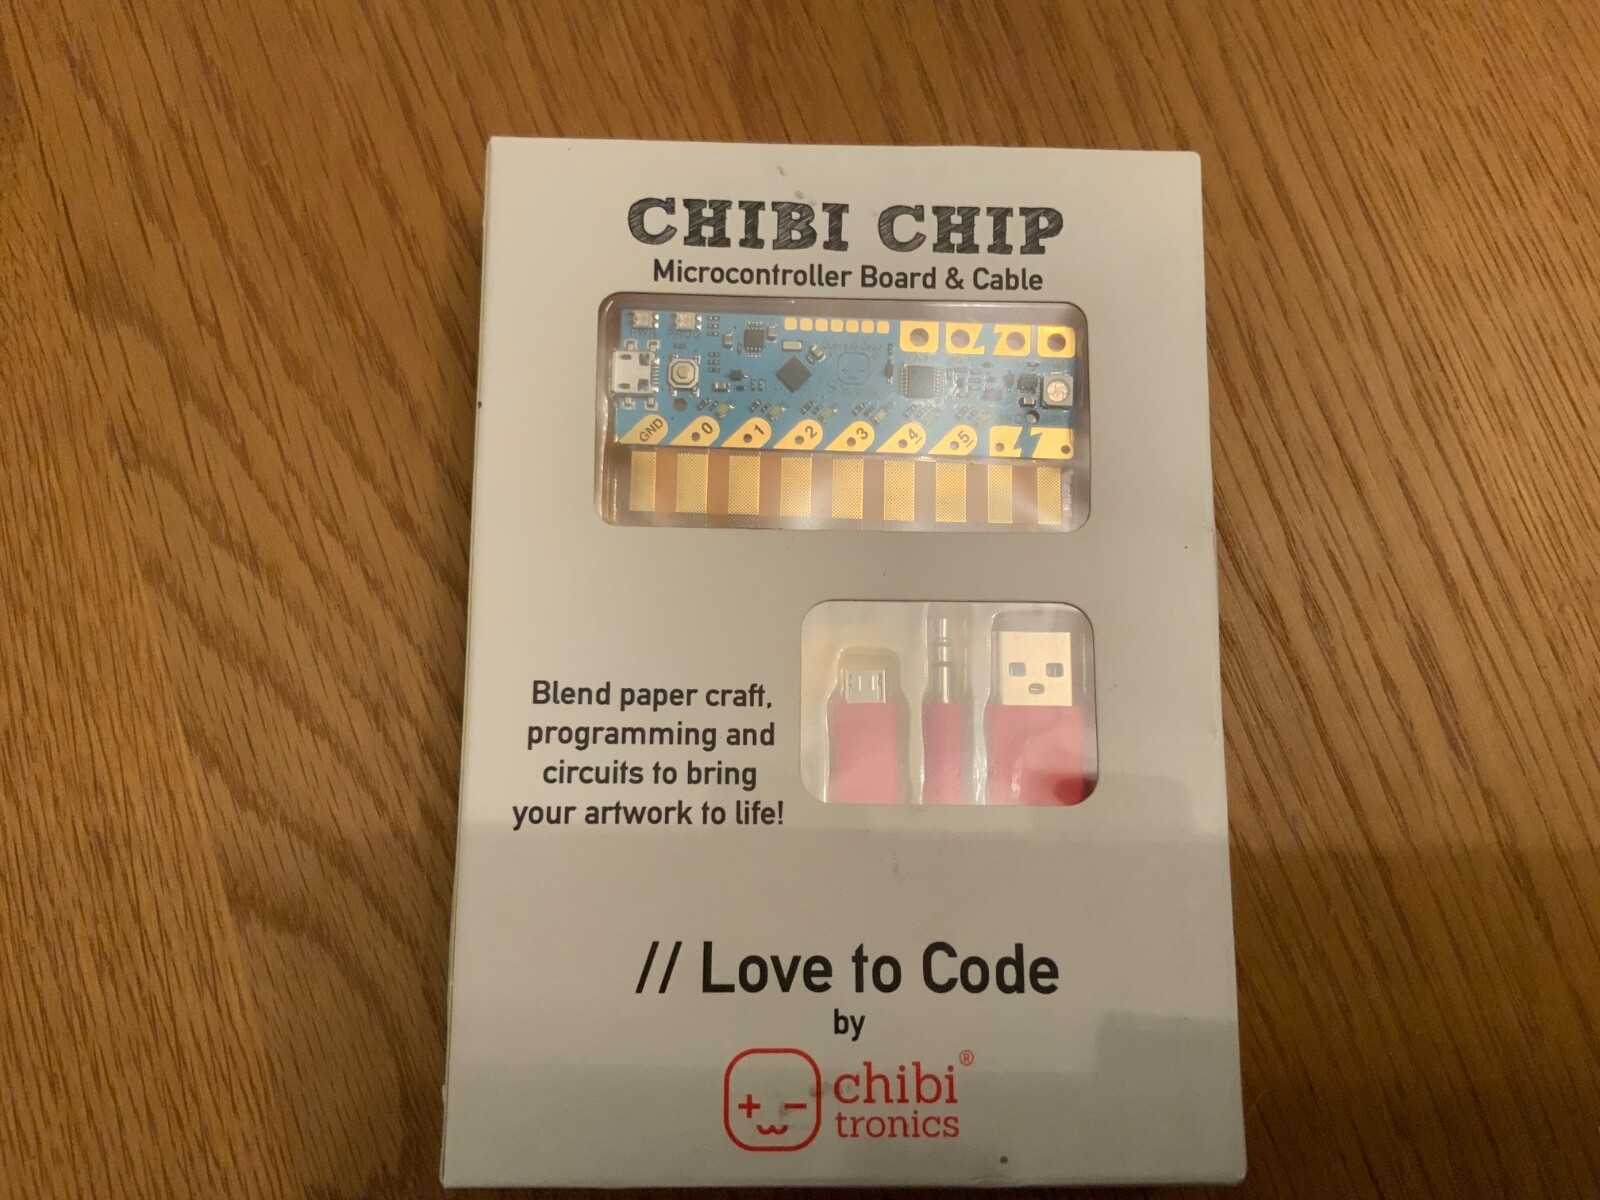 CHIBI CHIP
Microcontroller Board & Cable
GND 0 1 2 3 4 5
Blend paper craft,
programming and
circuits to bring
your artwork to life!
// Love to Code
by
chibi®
tronics